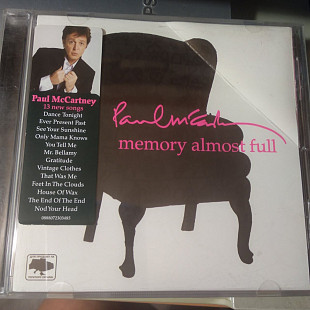 Paul McCartney
13 new songs
Dance Tonight
Ever Present Past
See Your Sunshine
Only Mama Knows
You Tell Me
Mr. Bellamy
Gratitude
Vintage Clothes
That Was Me
Feet In The Clouds
House Of Wax
The End Of The End
Nod Your Head
Paul McCartney
memory almost full